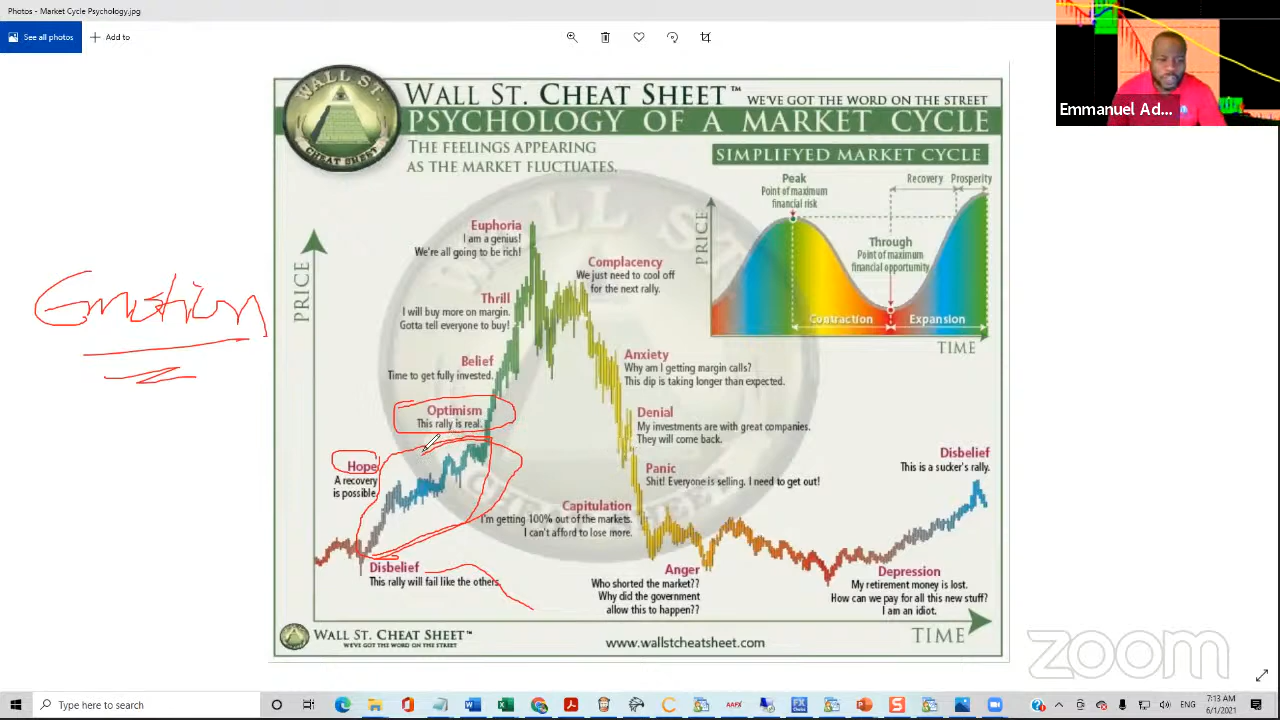 Photos - Market Cycle Psychology.jpg
See all photos
Add to
Emmanuel Ad...
WALL ST.
CHEAT SHEET
WALL ST. CHEAT SHEET™ WE'VE GOT THE WORD ON THE STREET
PSYCHOLOGY OF A MARKET CYCLE
THE FEELINGS APPEARING
AS THE MARKET FLUCTUATES.
SIMPLIFYED MARKET CYCLE
Peak
Point of maximum
financial risk
Recovery
Prosperity
PRICE
Through
Point of maximum
financial opportunity
Contraction
Expansion
TIME
Emotion
PRICE
Euphoria
I am a genius!
We're all going to be rich!
Complacency
We just need to cool off
for the next rally.
Thrill
I will buy more on margin.
Gotta tell everyone to buy!
Belief
Time to get fully invested.
Anxiety
Why am I getting margin calls?
This dip is taking longer than expected.
Optimism
This rally is real.
Denial
My investments are with great companies.
They will come back.
Hope
A recovery
is possible.
Panic
Shit! Everyone is selling. I need to get out!
Disbelief
This is a sucker's rally.
Capitulation
I'm getting 100% out of the markets.
I can't afford to lose more.
Disbelief
This rally will fail like the others.
Anger
Who shorted the market??
Why did the government
allow this to happen??
Depression
My retirement money is lost.
How can we pay for all this new stuff?
I am an idiot.
WALL ST. CHEAT SHEET™
WE'VE GOT THE WORD ON THE STREET
www.wallstcheatsheet.com
TIME
zoom
Type here to search
7:13 AM
6/1/2021